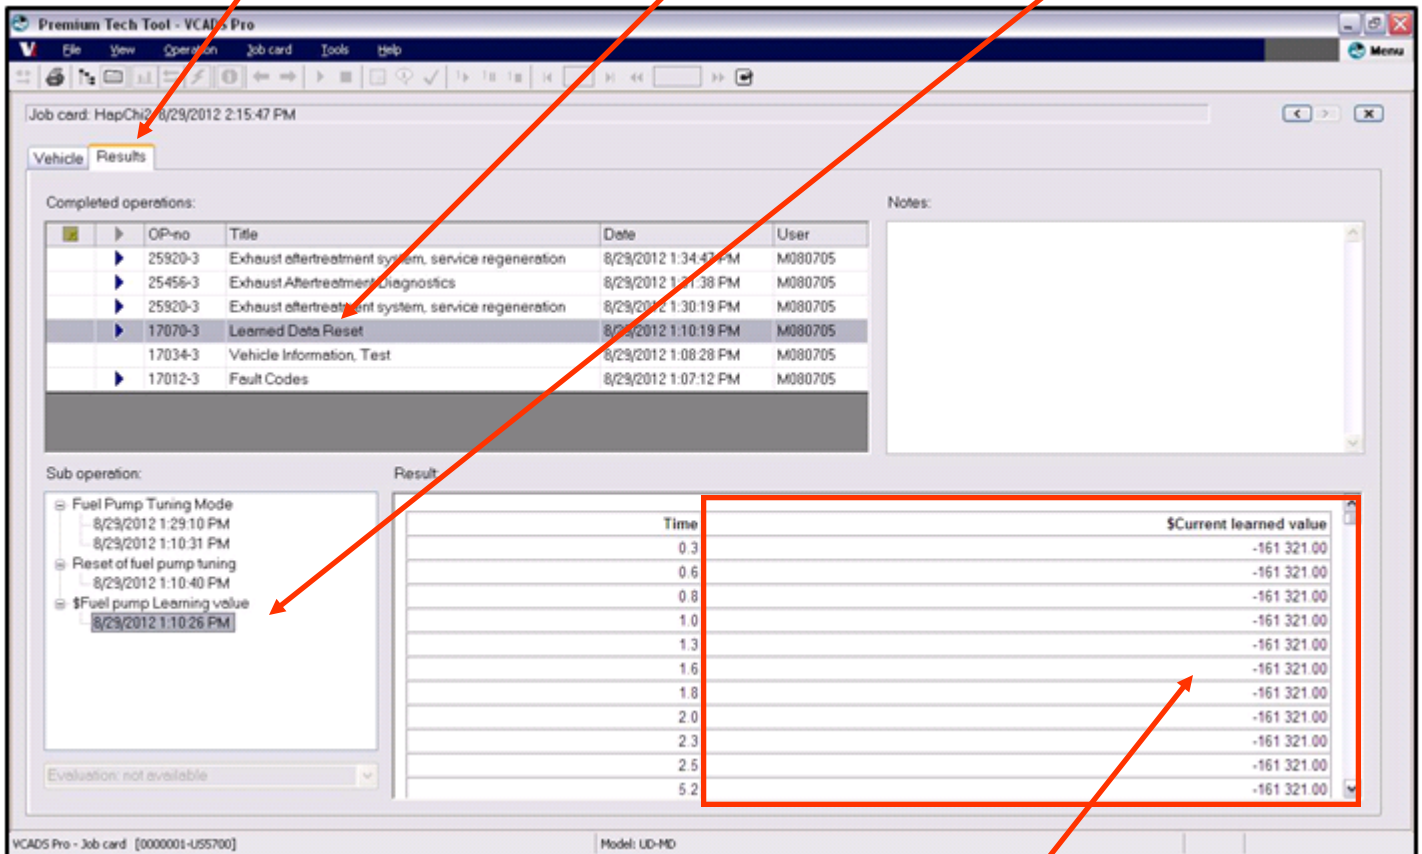 Premium Tech Tool - VCADS Pro
File View Operation Job card Tools Help
Menu
Job card: HapChi2 8/29/2012 2:15:47 PM
Vehicle Results
Completed operations:
Notes:
OP-no Title Date User
25920-3 Exhaust aftertreatment system, service regeneration 8/29/2012 1:34:47 PM M080705
25456-3 Exhaust Aftertreatment Diagnostics 8/29/2012 1:31:38 PM M080705
25920-3 Exhaust aftertreatment system, service regeneration 8/29/2012 1:30:19 PM M080705
17070-3 Learned Data Reset 8/29/2012 1:10:19 PM M080705
17034-3 Vehicle Information, Test 8/29/2012 1:08:28 PM M080705
17012-3 Fault Codes 8/29/2012 1:07:12 PM M080705
Sub operation:
Result:
Fuel Pump Tuning Mode
8/29/2012 1:29:10 PM
8/29/2012 1:10:31 PM
Reset of fuel pump tuning
8/29/2012 1:10:40 PM
$Fuel pump Learning value
8/29/2012 1:10:26 PM
Evaluation: not available
Time $Current learned value
0.3 -161 321.00
0.6 -161 321.00
0.8 -161 321.00
1.0 -161 321.00
1.3 -161 321.00
1.6 -161 321.00
1.8 -161 321.00
2.0 -161 321.00
2.3 -161 321.00
2.5 -161 321.00
5.2 -161 321.00
VCADS Pro - Job card [0000001-US5700] Model: UD-MD